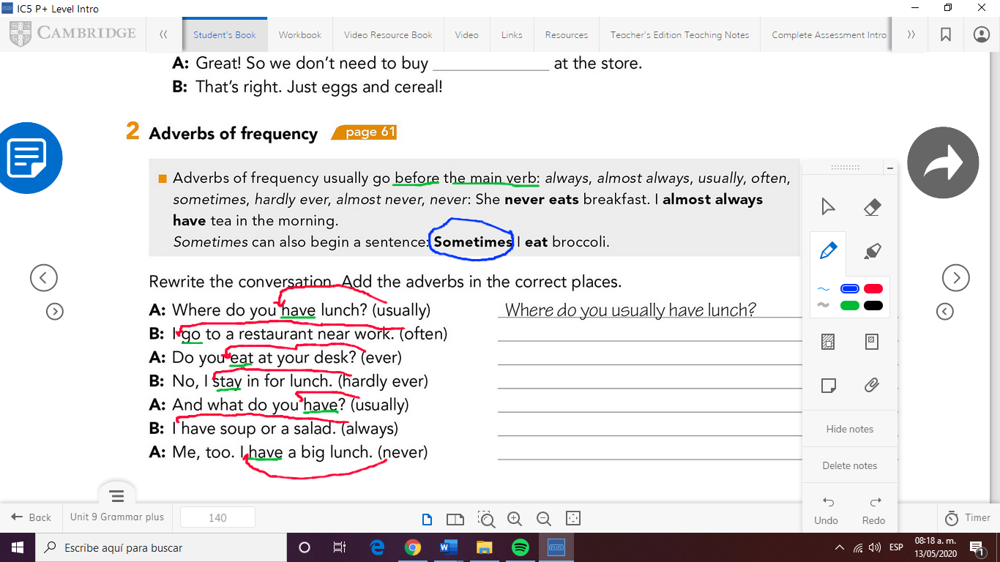 IC5 P+ Level Intro
CAMBRIDGE
Student's Book
Workbook
Video Resource Book
Video
Links
Resources
Teacher's Edition Teaching Notes
Complete Assessment Intro
A: Great! So we don't need to buy ______________ at the store.
B: That's right. Just eggs and cereal!
2 Adverbs of frequency page 61
Adverbs of frequency usually go before the main verb: always, almost always, usually, often,
sometimes, hardly ever, almost never, never: She never eats breakfast. I almost always
have tea in the morning.
Sometimes can also begin a sentence: Sometimes I eat broccoli.
Rewrite the conversation. Add the adverbs in the correct places.
A: Where do you have lunch? (usually) Where do you usually have lunch?
B: I go to a restaurant near work. (often)
A: Do you eat at your desk? (ever)
B: No, I stay in for lunch. (hardly ever)
A: And what do you have? (usually)
B: I have soup or a salad. (always)
A: Me, too. I have a big lunch. (never)
Hide notes
Delete notes
Undo
Redo
Back
Unit 9 Grammar plus
140
Timer
Escribe aquí para buscar
PLUS
ESP
08:18 a. m.
13/05/2020
1